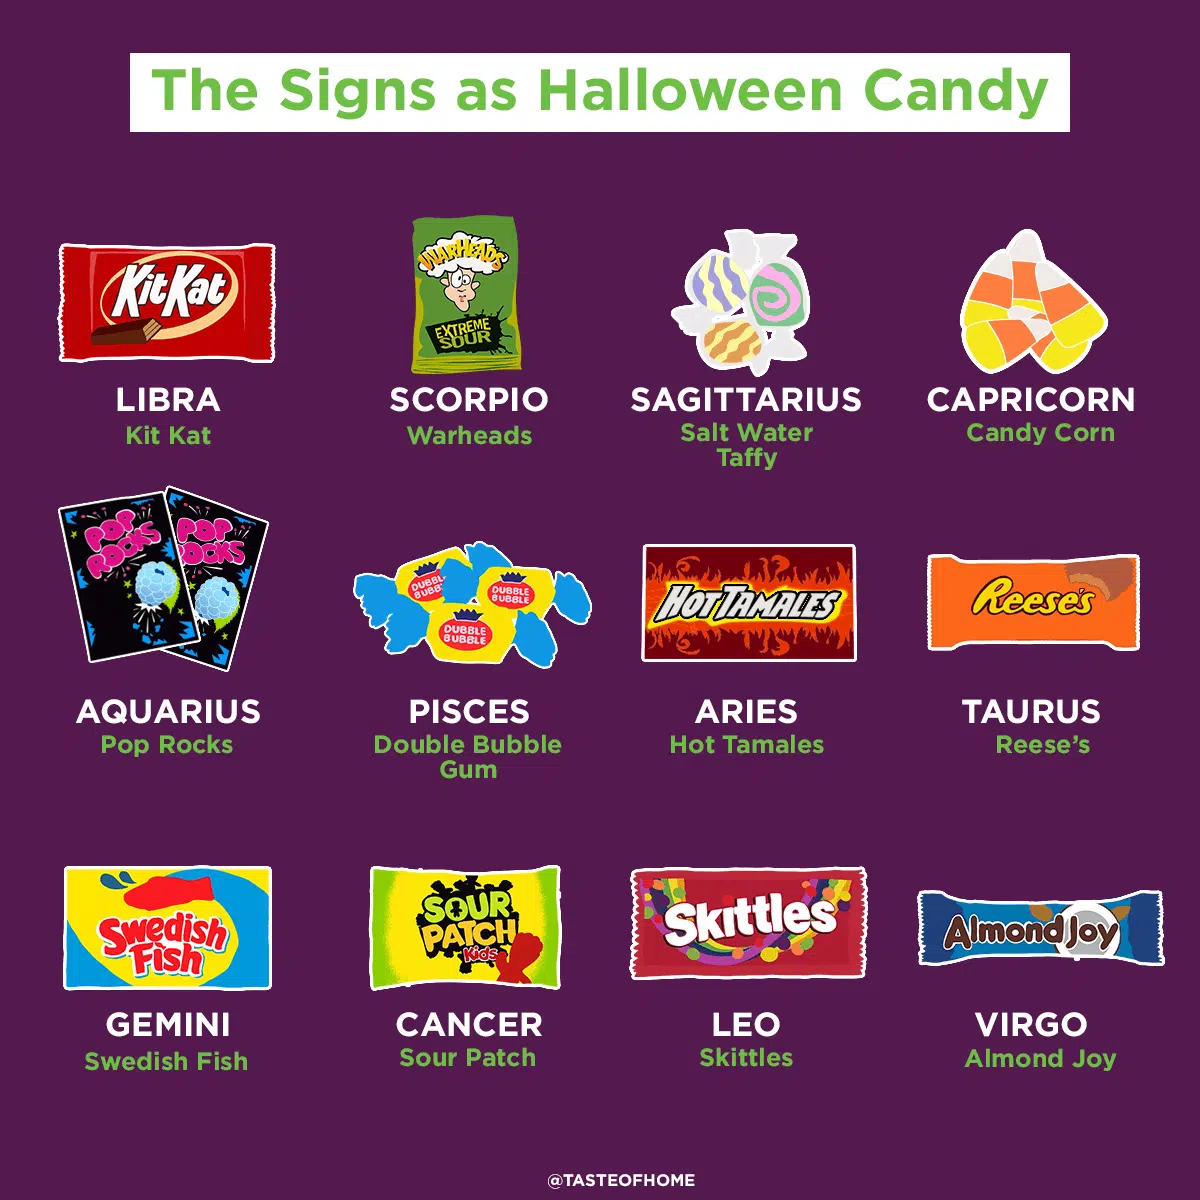 The Signs as Halloween Candy
KitKat
WARHEADS
EXTREME
SOUR
LIBRA
Kit Kat
SCORPIO
Warheads
SAGITTARIUS
Salt Water
Taffy
CAPRICORN
Candy Corn
POP
ROCKS
POP
OCKS
DUBBL
BUBB
DUBBLE
BUBBLE
DUBBLE
BUBBLE
HOT TAMALES
Reese's
AQUARIUS
Pop Rocks
PISCES
Double Bubble
Gum
ARIES
Hot Tamales
TAURUS
Reese's
Swedish
Fish
SOUR
PATCH
Kids
Skittles
Almond Joy
GEMINI
Swedish Fish
CANCER
Sour Patch
LEO
Skittles
VIRGO
Almond Joy
@TASTEOFHOME